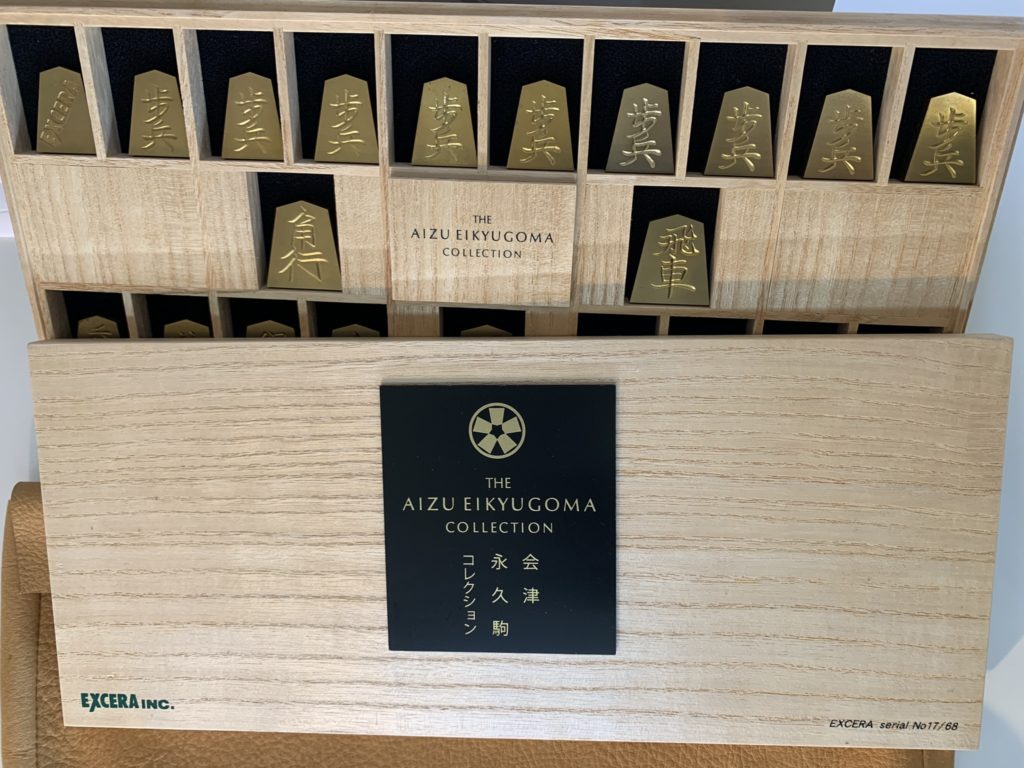 EXCERA
歩兵
歩兵
歩兵
歩兵
歩兵
歩兵
歩兵
歩兵
歩兵
角行
THE
AIZU EIKYUGOMA
COLLECTION
飛車
THE
AIZU EIKYUGOMA
COLLECTION
会津
永久駒
コレクション
EXCERA INC.
EXCERA serial No17/68